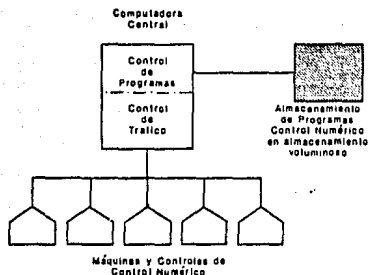 Computadora
Central
Control
de
Programas
Control
de
Trafico
Almacenamiento
de Programas
Control Numérico
en almacenamiento
voluminoso
Máquinas y Controles de
Control Numérico